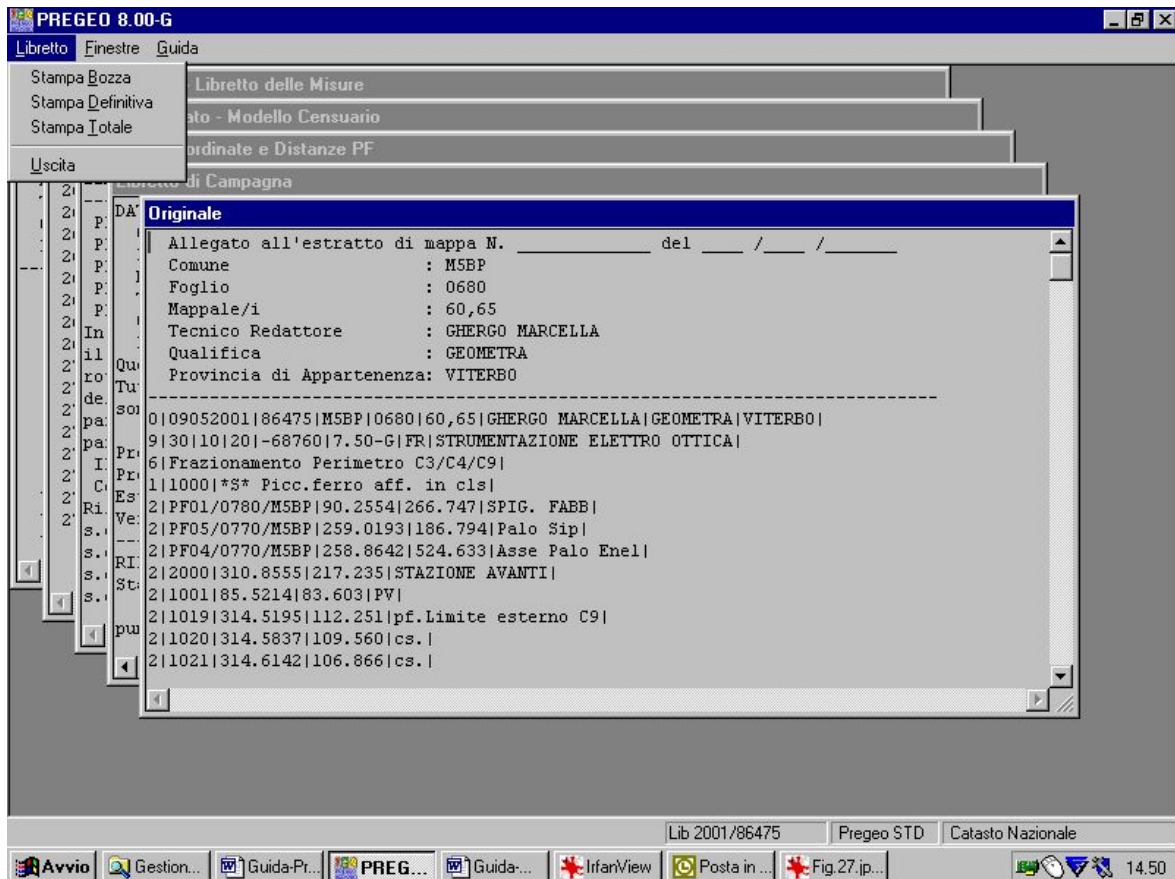 PREGEO 8.00-G
Libretto Finestre Guida
Stampa Bozza
Stampa Definitiva
Stampa Totale
Uscita
Libretto delle Misure
ato - Modello Censuario
ordinate e Distanze PF
Libretto di Campagna
Originale
Allegato all'estratto di mappa N. ____________ del ____ /____ /_______
Comune : M5BP
Foglio : 0680
Mappale/i : 60,65
Tecnico Redattore : GHERGO MARCELLA
Qualifica : GEOMETRA
Provincia di Appartenenza: VITERBO
0|09052001|86475|M5BP|0680|60,65|GHERGO MARCELLA|GEOMETRA|VITERBO|
9|30|10|20|-68760|7.50-G|FR|STRUMENTAZIONE ELETTRO OTTICA|
6|Frazionamento Perimetro C3/C4/C9|
1|1000|*S* Picc.ferro aff. in cls|
2|PF01/0780/M5BP|90.2554|266.747|SPIG. FABB|
2|PF05/0770/M5BP|259.0193|186.794|Palo Sip|
2|PF04/0770/M5BP|258.8642|524.633|Asse Palo Enel|
2|2000|310.8555|217.235|STAZIONE AVANTI|
2|1001|85.5214|83.603|PV|
2|1019|314.5195|112.251|pf.Limite esterno C9|
2|1020|314.5837|109.560|cs.|
2|1021|314.6142|106.866|cs.|
Lib 2001/86475 Pregeo STD Catasto Nazionale
Avvio Gestion... Guida-Pr... PREG... Guida-... IrfanView Posta in ... Fig.27.jp... 14.50